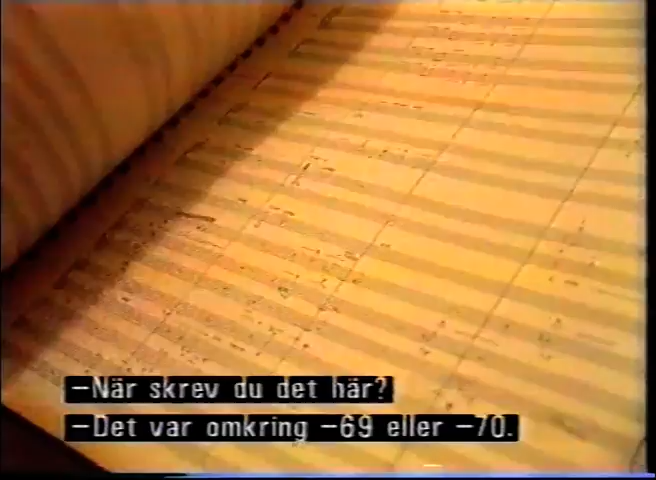 –När skrev du det här?
–Det var omkring –69 eller –70.